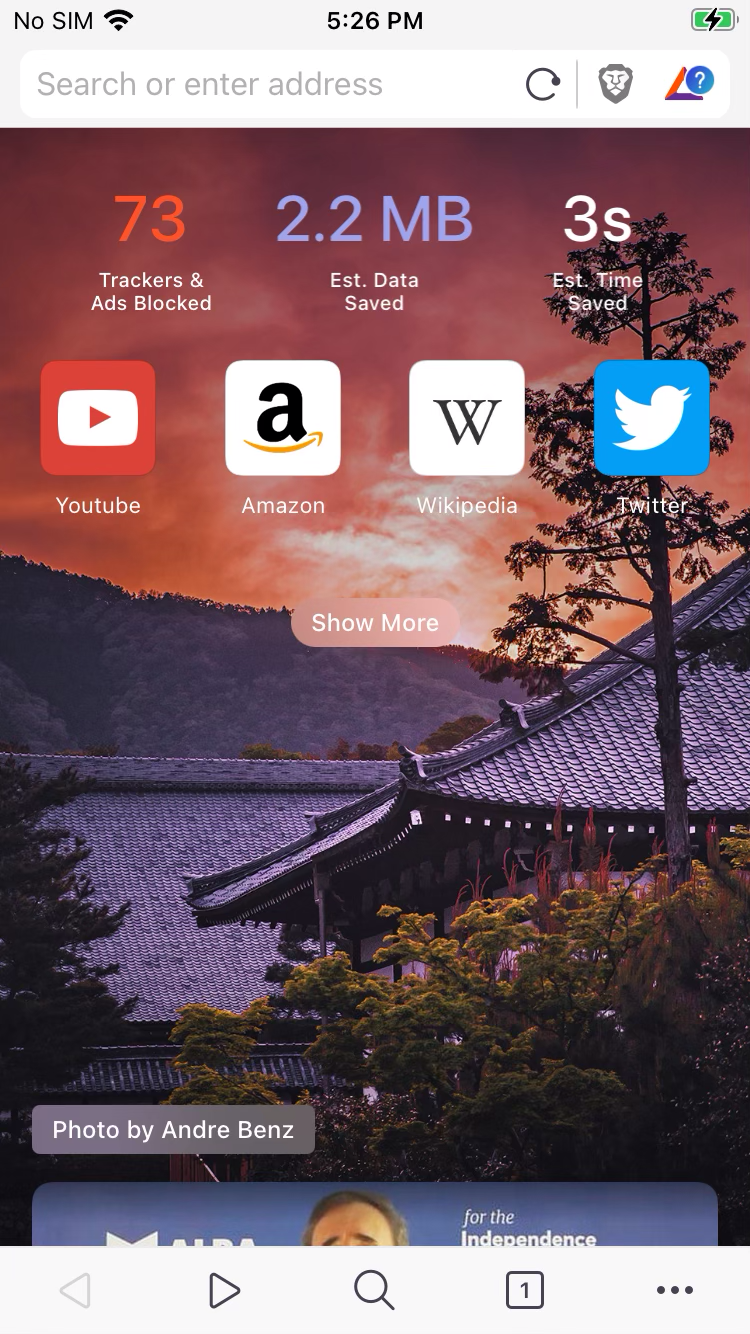 No SIM 5:26 PM
Search or enter address
?
73 2.2 MB 3s
Trackers & Est. Data Est. Time
Ads Blocked Saved Saved
a W
Youtube Amazon Wikipedia Twitter
Show More
Photo by Andre Benz
for the
Independence
1